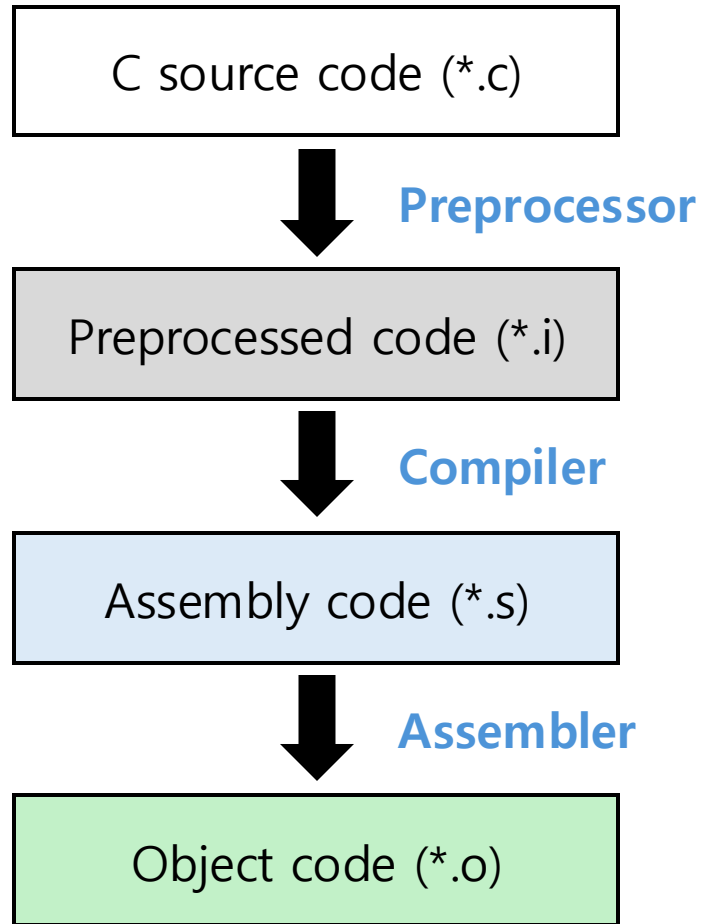 C source code (*.c)
Preprocessor
Preprocessed code (*.i)
Compiler
Assembly code (*.s)
Assembler
Object code (*.o)